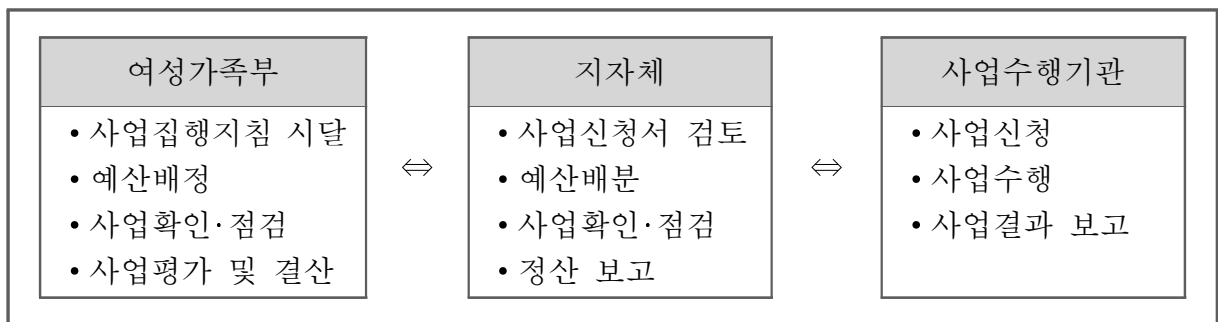 여성가족부
• 사업집행지침 시달
• 예산배정
• 사업확인·점검
• 사업평가 및 결산
⇔
지자체
• 사업신청서 검토
• 예산배분
• 사업확인·점검
• 정산 보고
⇔
사업수행기관
• 사업신청
• 사업수행
• 사업결과 보고